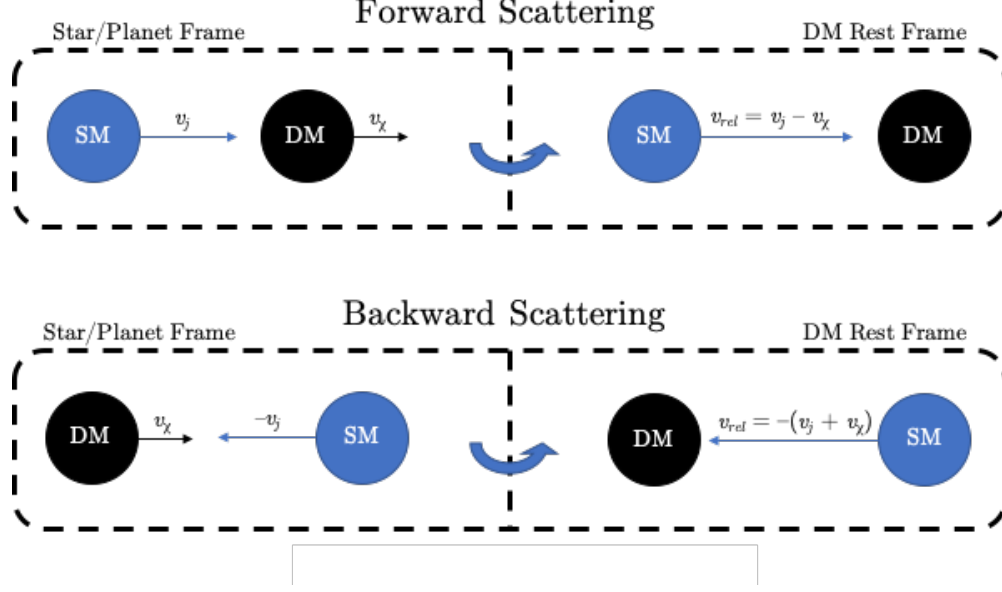 Forward Scattering
Star/Planet Frame
DM Rest Frame
SM
v_j
DM
v_χ
SM
v_rel = v_j − v_χ
DM
Backward Scattering
Star/Planet Frame
DM Rest Frame
DM
v_χ
−v_j
SM
DM
v_rel = −(v_j + v_χ)
SM